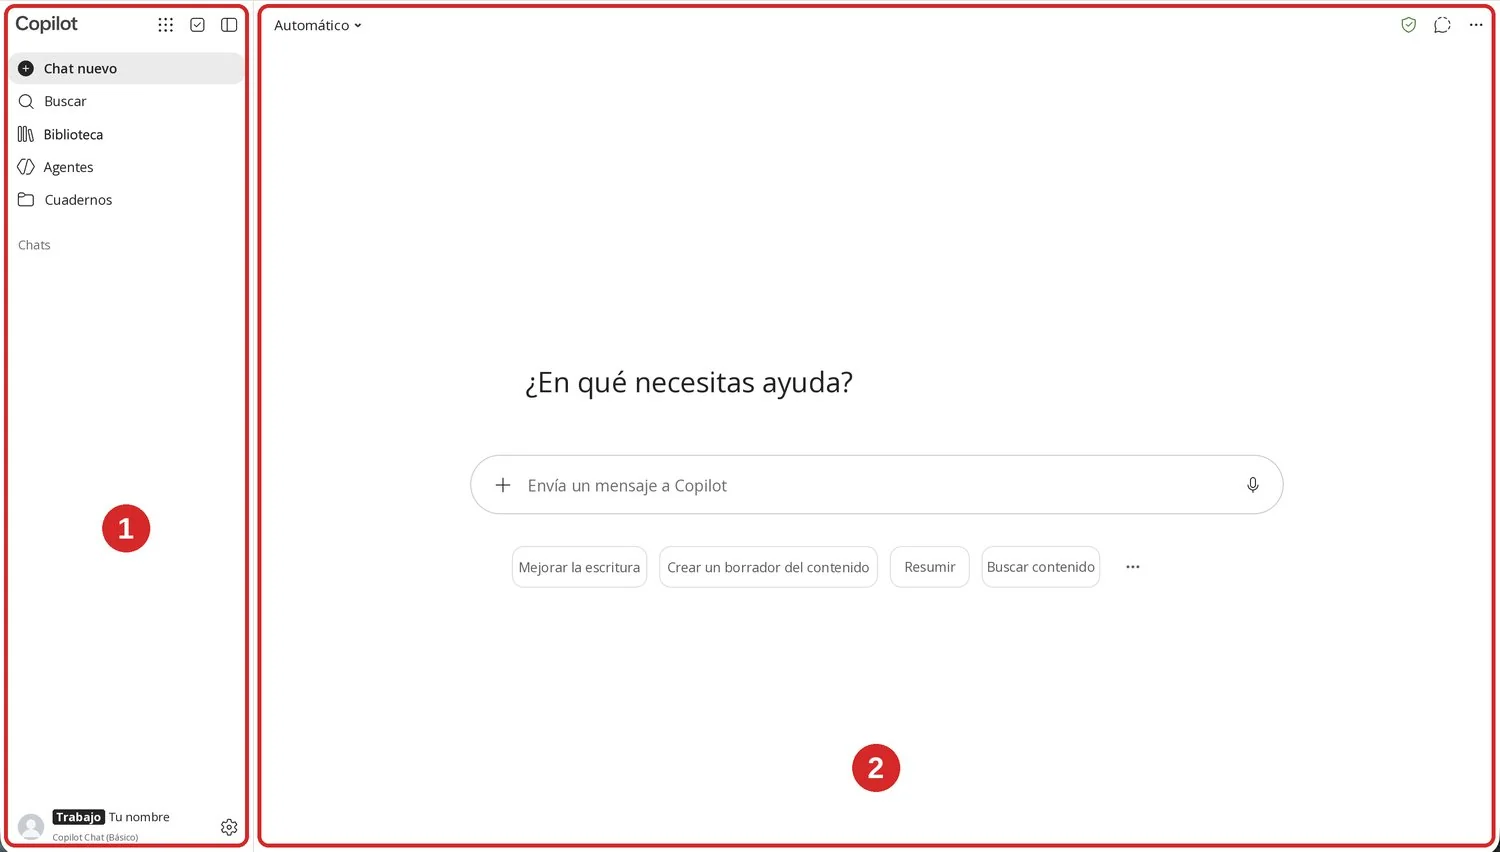 Copilot
Chat nuevo
Buscar
Biblioteca
Agentes
Cuadernos
Chats
1
Trabajo Tu nombre
Copilot Chat (Básico)
Automático
¿En qué necesitas ayuda?
Envía un mensaje a Copilot
Mejorar la escritura
Crear un borrador del contenido
Resumir
Buscar contenido
2